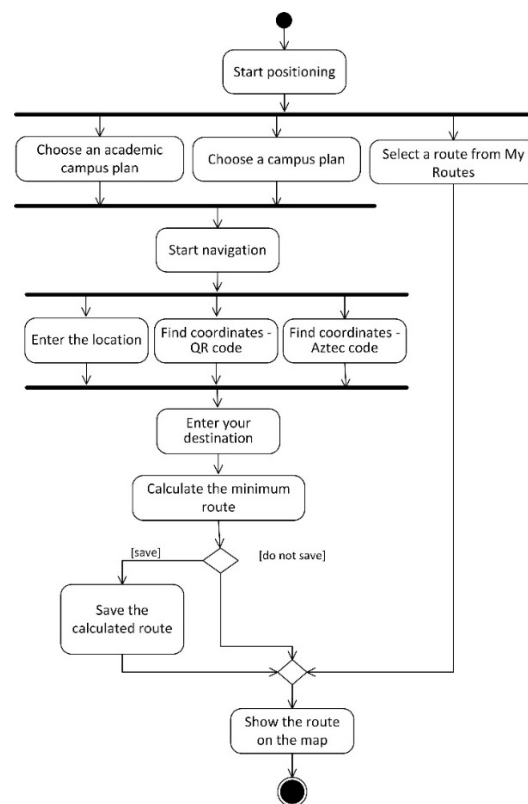 Start positioning
Choose an academic
campus plan
Choose a campus plan
Select a route from My
Routes
Start navigation
Enter the location
Find coordinates -
QR code
Find coordinates -
Aztec code
Enter your
destination
Calculate the minimum
route
[save]
[do not save]
Save the
calculated route
Show the route
on the map